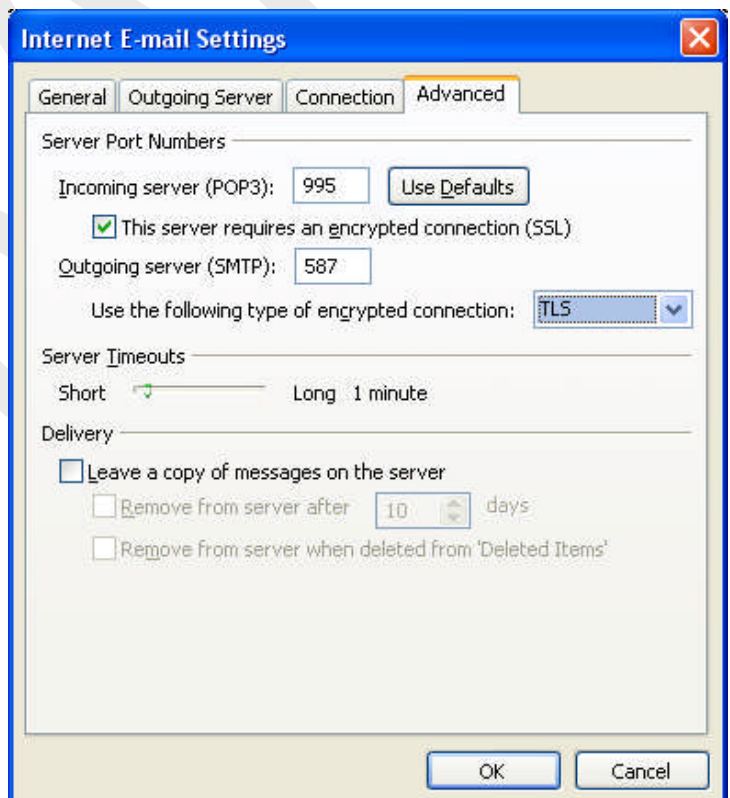 Internet E-mail Settings
General Outgoing Server Connection Advanced
Server Port Numbers
Incoming server (POP3): 995 Use Defaults
This server requires an encrypted connection (SSL)
Outgoing server (SMTP): 587
Use the following type of encrypted connection: TLS
Server Timeouts
Short Long 1 minute
Delivery
Leave a copy of messages on the server
Remove from server after 10 days
Remove from server when deleted from 'Deleted Items'
OK Cancel